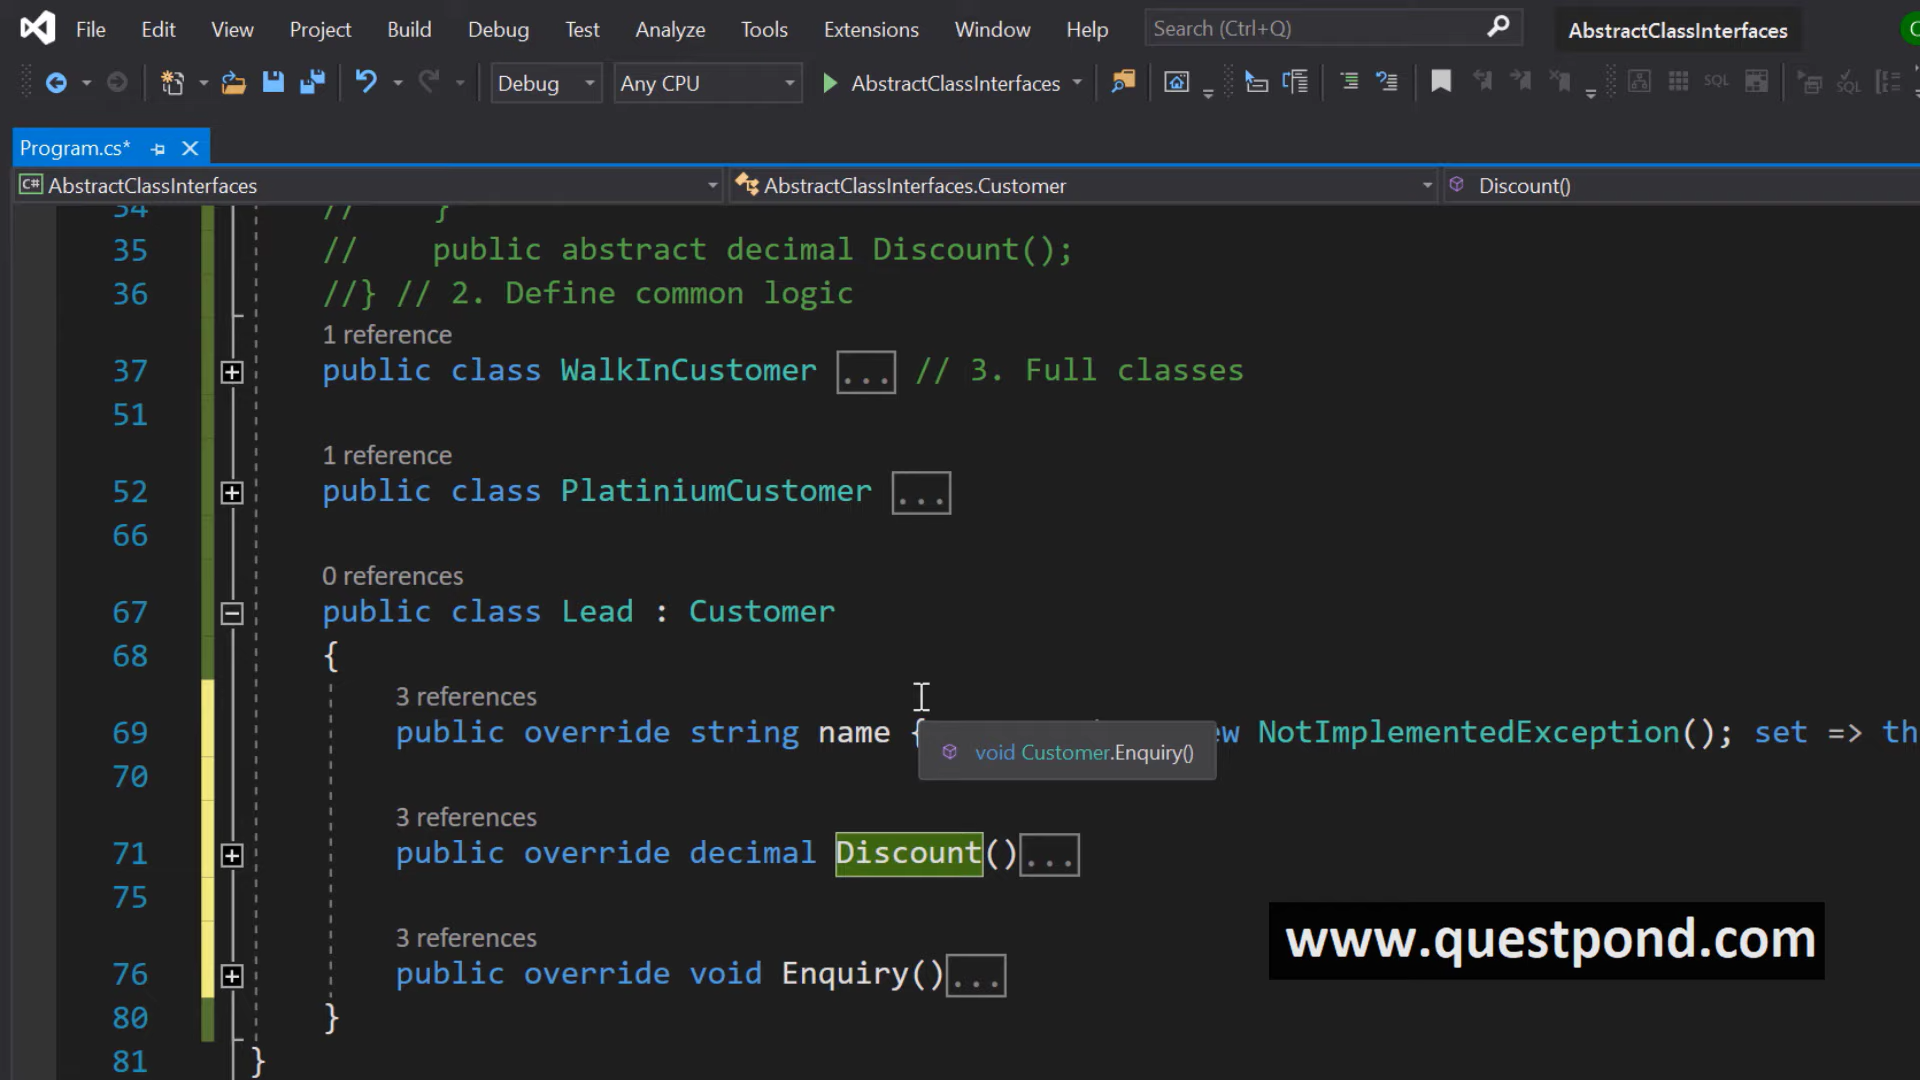 File Edit View Project Build Debug Test Analyze Tools Extensions Window Help Search (Ctrl+Q) AbstractClassInterfaces
Debug Any CPU AbstractClassInterfaces
Program.cs*
C# AbstractClassInterfaces AbstractClassInterfaces.Customer Discount()
34 // }
35 // public abstract decimal Discount();
36 //} // 2. Define common logic
1 reference
37 public class WalkInCustomer ... // 3. Full classes
51
1 reference
52 public class PlatiniumCustomer ...
66
0 references
67 public class Lead : Customer
68 {
3 references
69 public override string name { NotImplementedException(); set =>
void Customer.Enquiry()
70
3 references
71 public override decimal Discount()...
75
3 references
76 public override void Enquiry()...
80 }
81 }
www.questpond.com